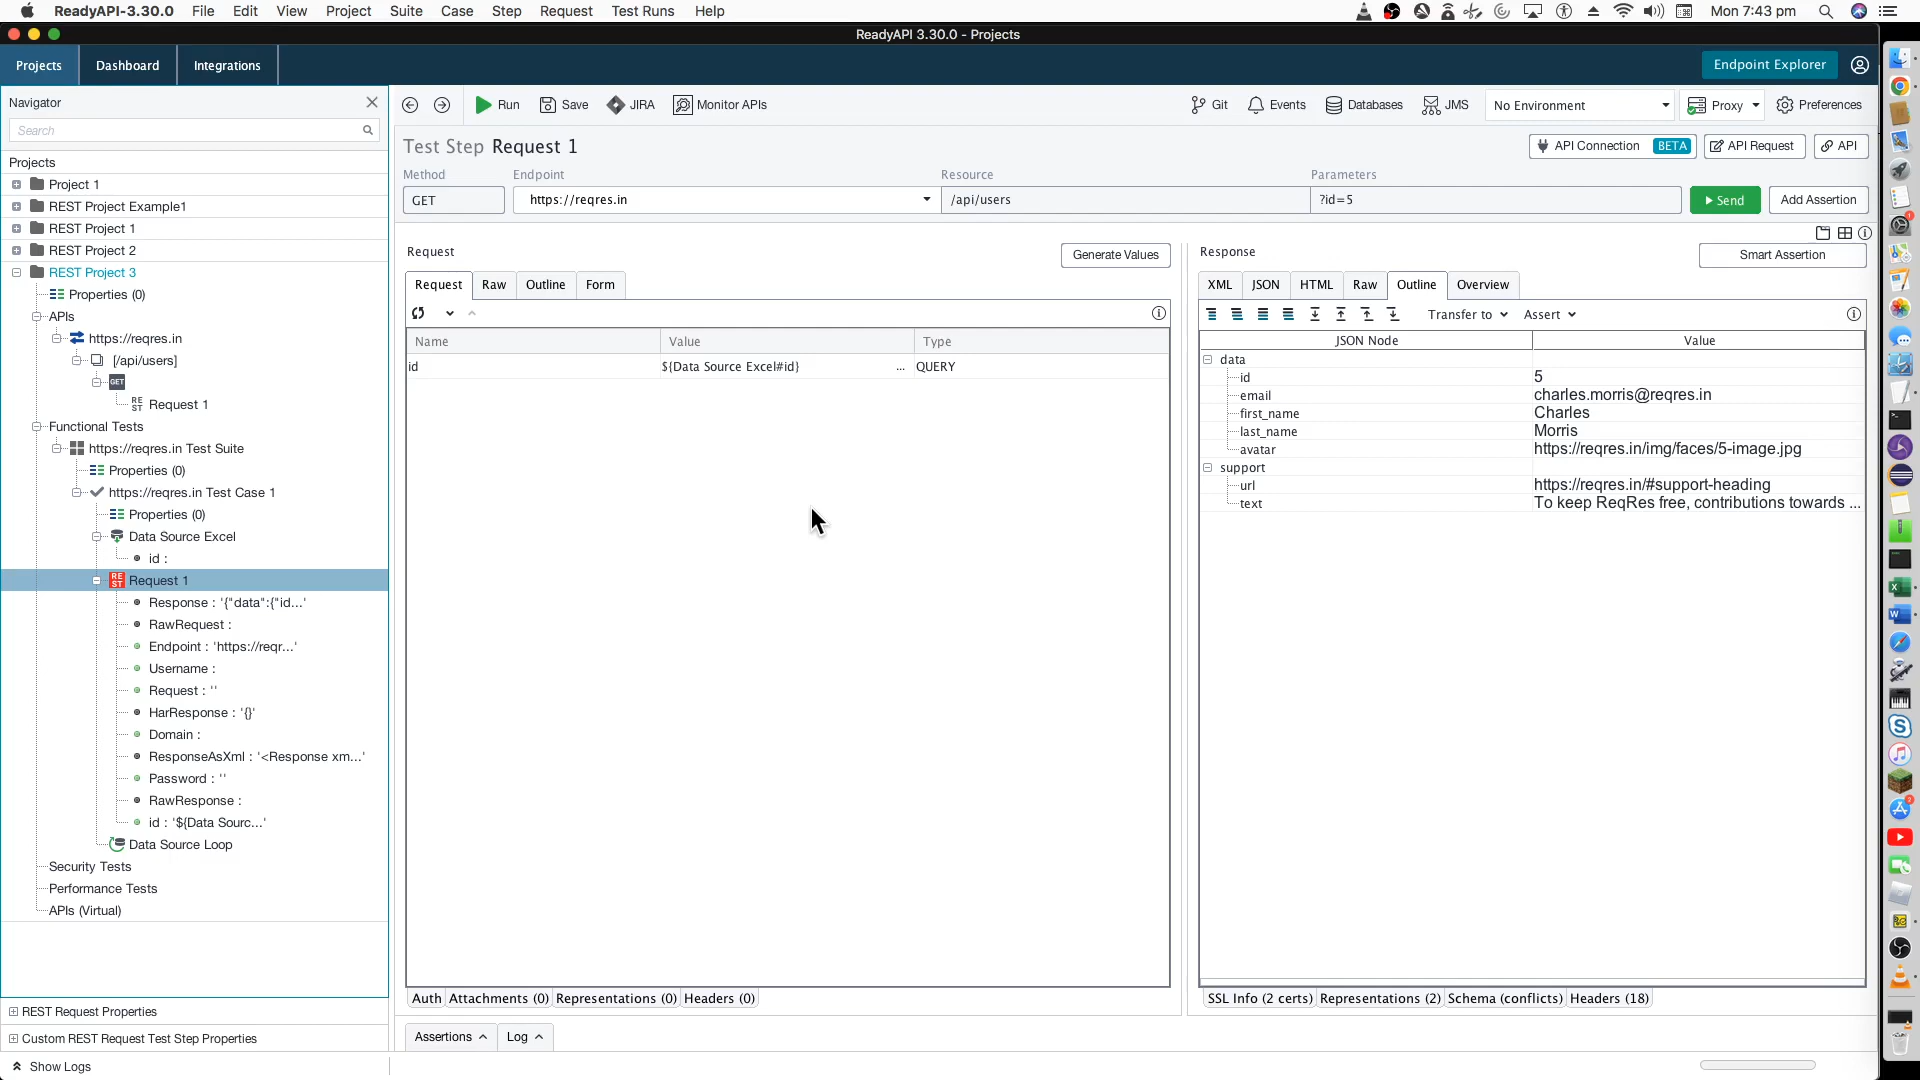 ReadyAPI-3.30.0 File Edit View Project Suite Case Step Request Test Runs Help Mon 7:43 pm
ReadyAPI 3.30.0 - Projects
Projects Dashboard Integrations Endpoint Explorer
Navigator
Run Save JIRA Monitor APIs Git Events Databases JMS No Environment Proxy Preferences
Search
Projects
Project 1
REST Project Example1
REST Project 1
REST Project 2
REST Project 3
Properties (0)
APIs
https://reqres.in
[/api/users]
GET
REST Request 1
Functional Tests
https://reqres.in Test Suite
Properties (0)
https://reqres.in Test Case 1
Properties (0)
Data Source Excel
id :
REST Request 1
Response : '{"data":{"id...'
RawRequest :
Endpoint : 'https://reqr...'
Username :
Request : ''
HarResponse : '{}'
Domain :
ResponseAsXml : '<Response xm...'
Password : ''
RawResponse :
id : '${Data Sourc...'
Data Source Loop
Security Tests
Performance Tests
APIs (Virtual)
REST Request Properties
Custom REST Request Test Step Properties
Show Logs
Test Step Request 1
API Connection BETA API Request API
Method Endpoint Resource Parameters
GET https://reqres.in /api/users ?id=5 Send Add Assertion
Request Generate Values
Request Raw Outline Form
Name Value Type
id ${Data Source Excel#id} ... QUERY
Auth Attachments (0) Representations (0) Headers (0)
Assertions Log
Response Smart Assertion
XML JSON HTML Raw Outline Overview
Transfer to Assert
JSON Node Value
data
id 5
email charles.morris@reqres.in
first_name Charles
last_name Morris
avatar https://reqres.in/img/faces/5-image.jpg
support
url https://reqres.in/#support-heading
text To keep ReqRes free, contributions towards ...
SSL Info (2 certs) Representations (2) Schema (conflicts) Headers (18)